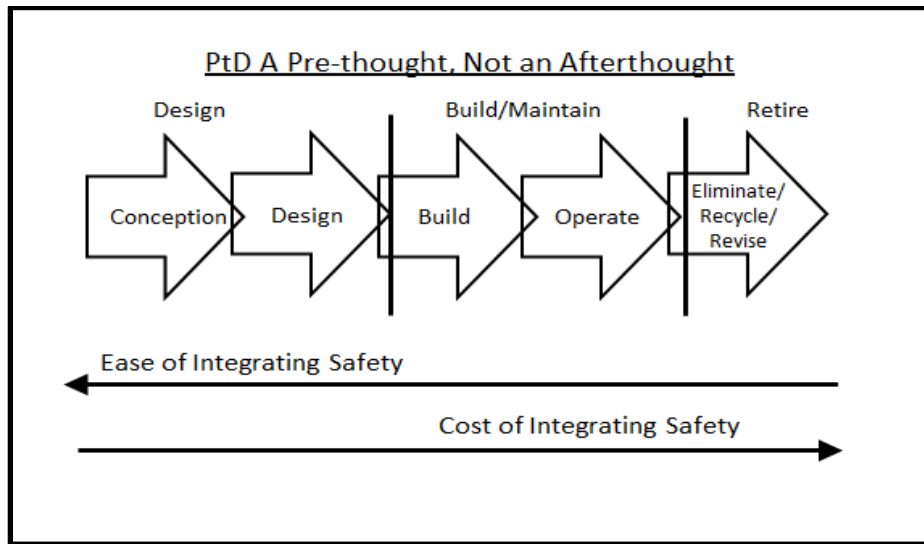 PtD A Pre-thought, Not an Afterthought
Design
Build/Maintain
Retire
Conception
Design
Build
Operate
Eliminate/
Recycle/
Revise
Ease of Integrating Safety
Cost of Integrating Safety